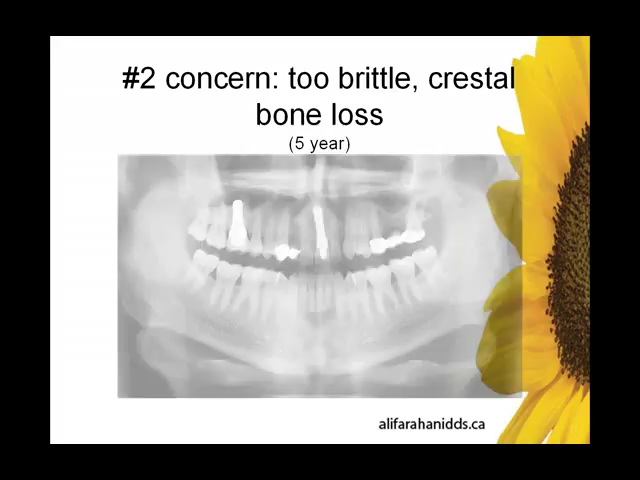 #2 concern: too brittle, crestal
bone loss
(5 year)
alifarahanidds.ca